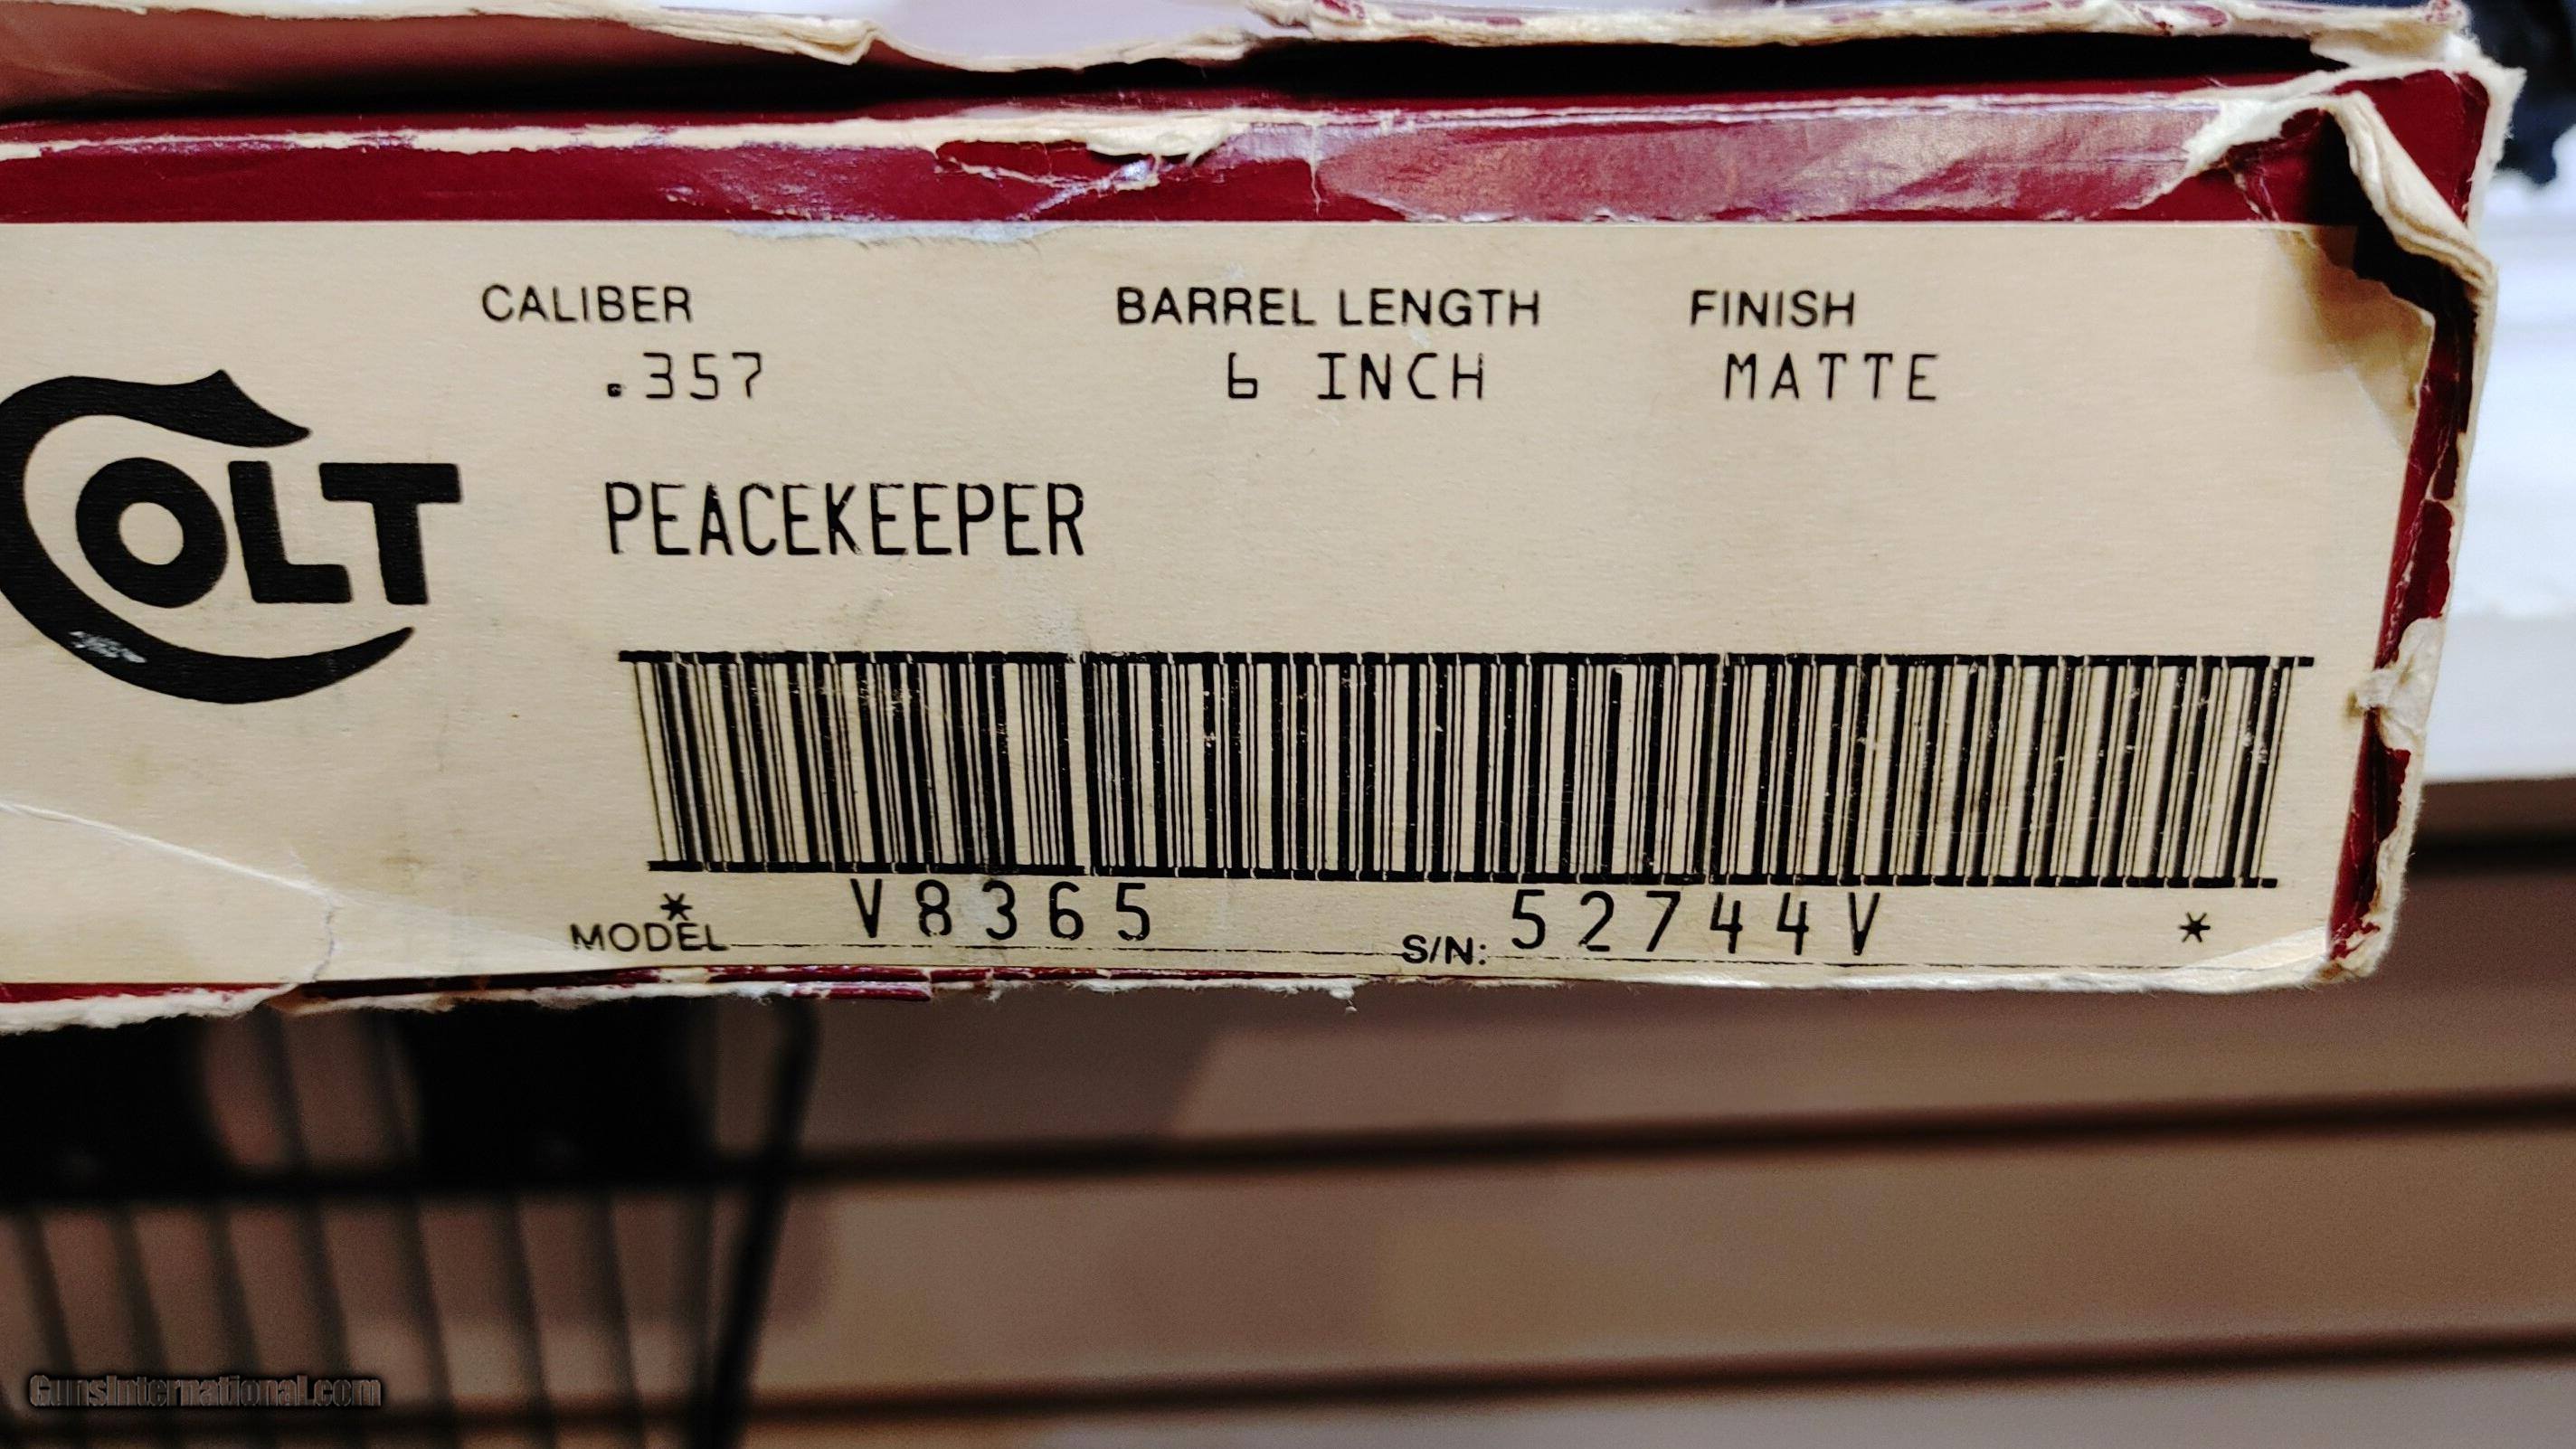 CALIBER BARREL LENGTH FINISH
.357 6 INCH MATTE
COLT
PEACEKEEPER
* V8365 52744V *
MODEL S/N:
GunsInternational.com